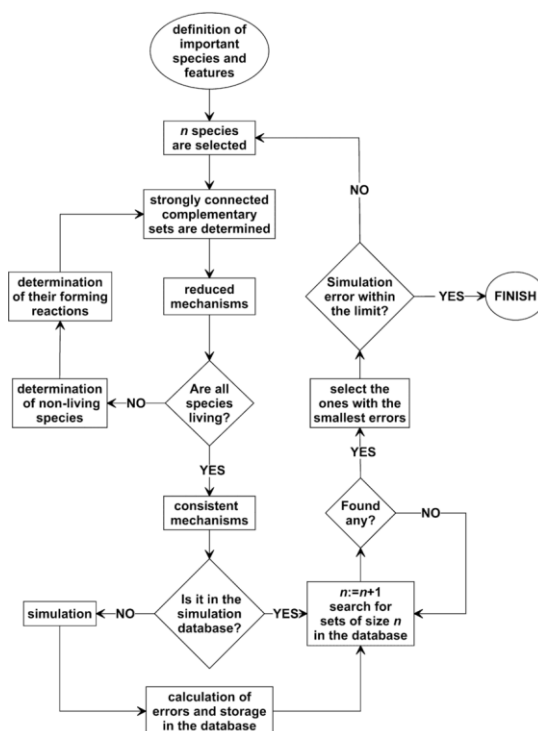 definition of
important
species and
features
n species
are selected
NO
strongly connected
complementary
sets are determined
determination
of their forming
reactions
reduced
mechanisms
Simulation
error within
the limit?
YES
FINISH
determination
of non-living
species
NO
Are all
species
living?
select the
ones with the
smallest errors
YES
YES
consistent
mechanisms
Found
any?
NO
simulation
NO
Is it in the
simulation
database?
YES
n:=n+1
search for
sets of size n
in the database
calculation of
errors and storage
in the database